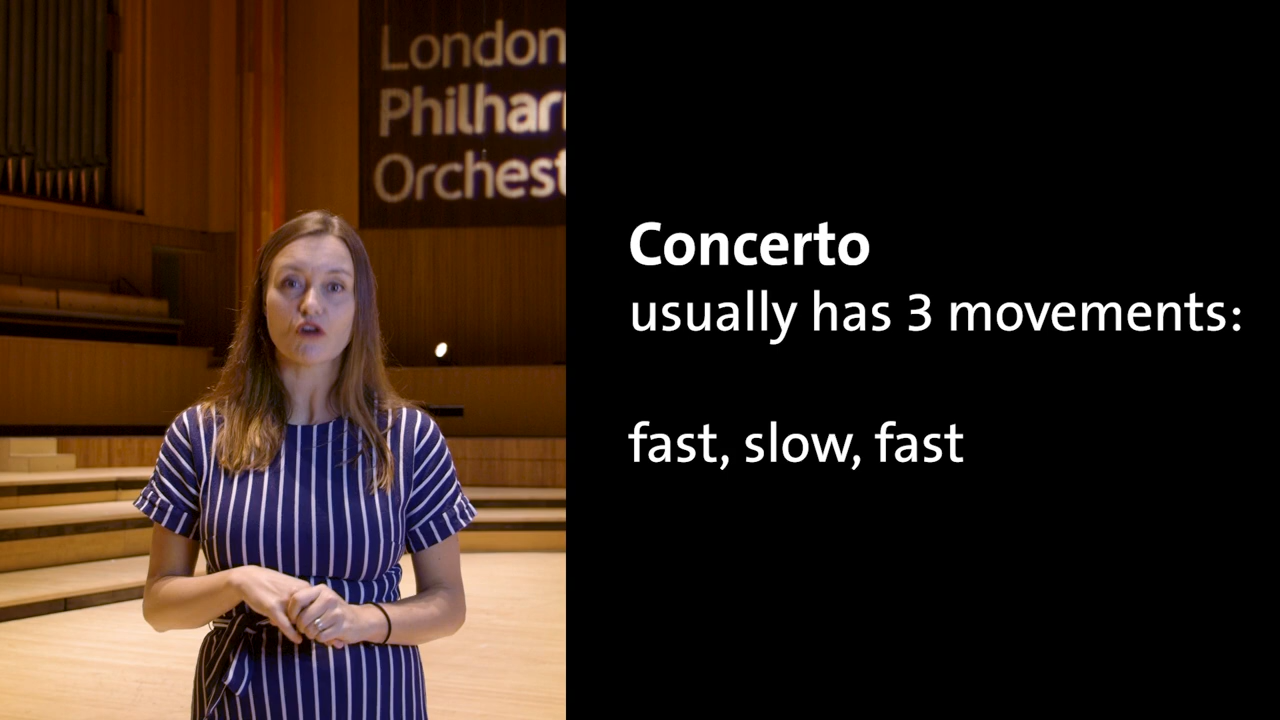 London
Philhar
Orchest
Concerto
usually has 3 movements:
fast, slow, fast